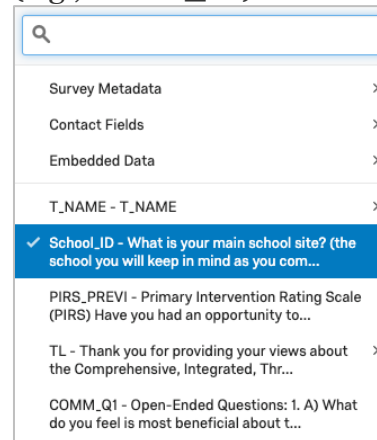 Survey Metadata
Contact Fields
Embedded Data
T_NAME - T_NAME
School_ID - What is your main school site? (the
school you will keep in mind as you com...
PIRS_PREVI - Primary Intervention Rating Scale
(PIRS) Have you had an opportunity to...
TL - Thank you for providing your views about
the Comprehensive, Integrated, Thr...
COMM_Q1 - Open-Ended Questions: 1. A) What
do you feel is most beneficial about t...